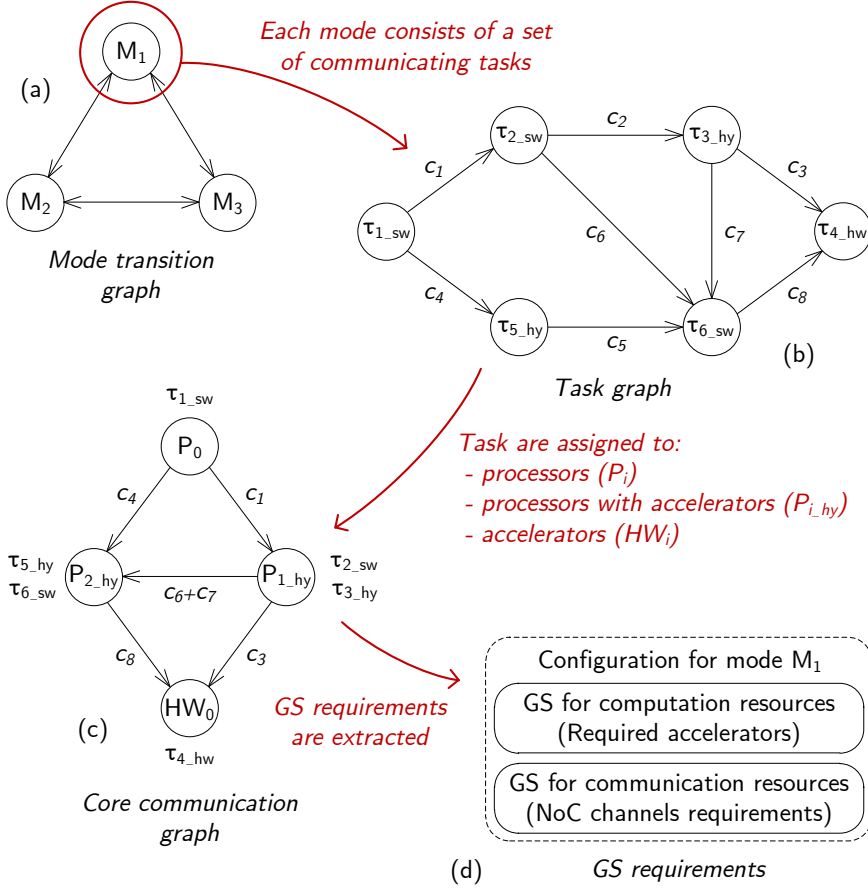 M1
Each mode consists of a set
of communicating tasks
(a)
M2
M3
Mode transition
graph
τ2_sw
c2
τ3_hy
c1
c3
τ1_sw
c6
c7
τ4_hw
c4
c8
τ5_hy
c5
τ6_sw
(b)
Task graph
τ1_sw
P0
Task are assigned to:
- processors (Pi)
- processors with accelerators (Pi_hy)
- accelerators (HWi)
c4
c1
τ5_hy
τ6_sw
P2_hy
c6+c7
P1_hy
τ2_sw
τ3_hy
c8
c3
HW0
(c)
τ4_hw
Core communication
graph
GS requirements
are extracted
Configuration for mode M1
GS for computation resources
(Required accelerators)
GS for communication resources
(NoC channels requirements)
(d)
GS requirements